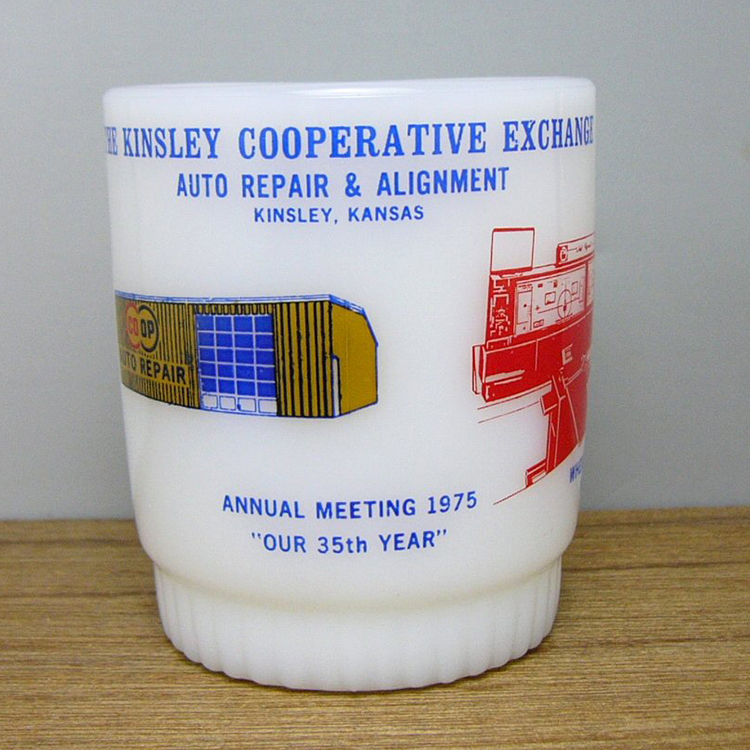 KINSLEY COOPERATIVE EXCHANGE
AUTO REPAIR & ALIGNMENT
KINSLEY, KANSAS
CO OP
AUTO REPAIR
ANNUAL MEETING 1975
"OUR 35th YEAR"